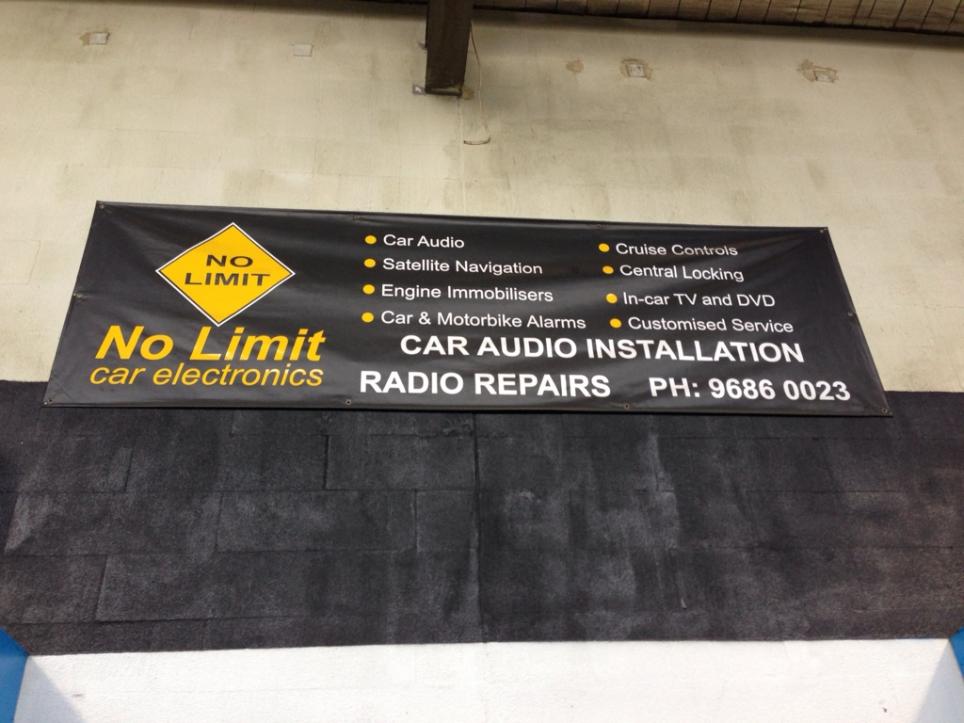 NO
LIMIT
No Limit
car electronics
Car Audio
Satellite Navigation
Engine Immobilisers
Car & Motorbike Alarms
Cruise Controls
Central Locking
In-car TV and DVD
Customised Service
CAR AUDIO INSTALLATION
RADIO REPAIRS PH: 9686 0023